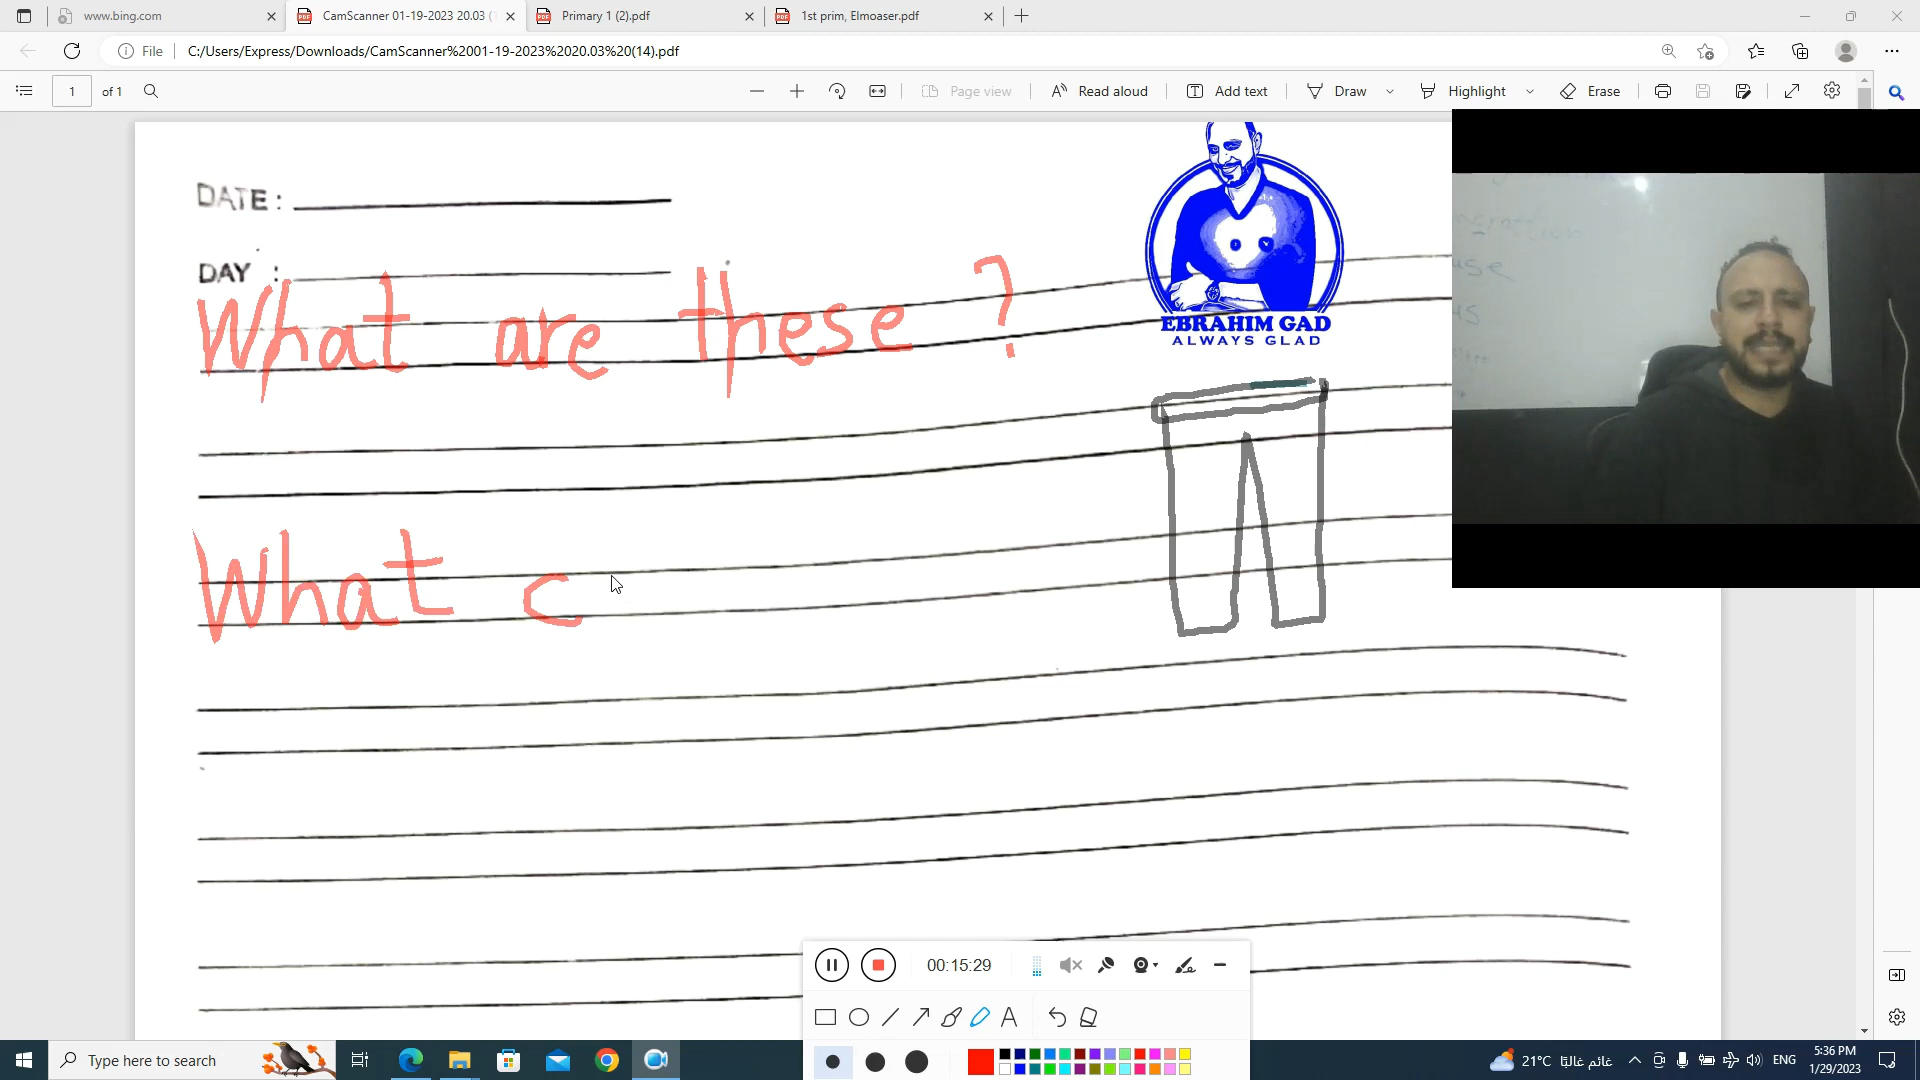 www.bing.com
CamScanner 01-19-2023 20.03 (
Primary 1 (2).pdf
1st prim, Elmoaser.pdf
File
C:/Users/Express/Downloads/CamScanner%2001-19-2023%2020.03%20(14).pdf
1 of 1
Page view
Read aloud
Add text
Draw
Highlight
Erase
DATE :
DAY :
What are these ?
EBRAHIM GAD
ALWAYS GLAD
What c
00:15:29
Type here to search
21°C غائم غالبًا
ENG
5:36 PM
1/29/2023